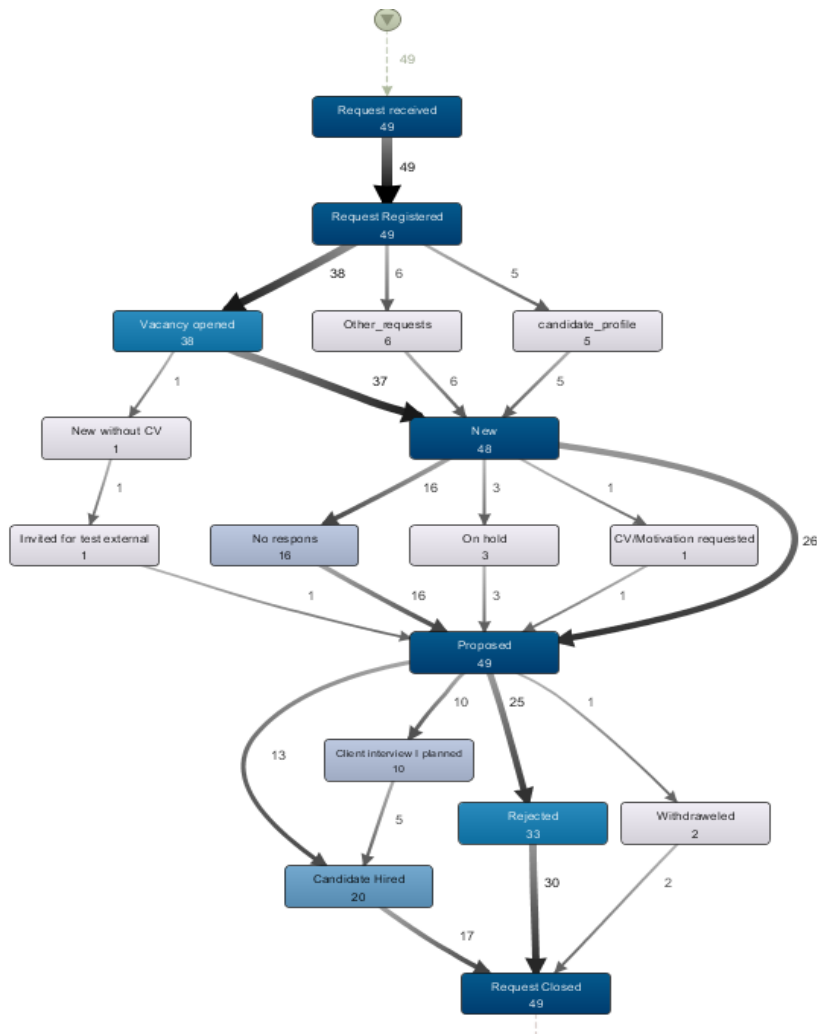 49
Request received
49
49
Request Registered
49
38
6
5
Vacancy opened
38
Other_requests
6
candidate_profile
5
1
37
6
5
New without CV
1
New
48
1
16
3
1
26
Invited for test external
1
No respons
16
On hold
3
CV/Motivation requested
1
1
16
3
1
Proposed
49
13
10
25
1
Client interview I planned
10
5
Rejected
33
Withdraweled
2
Candidate Hired
20
30
2
17
Request Closed
49